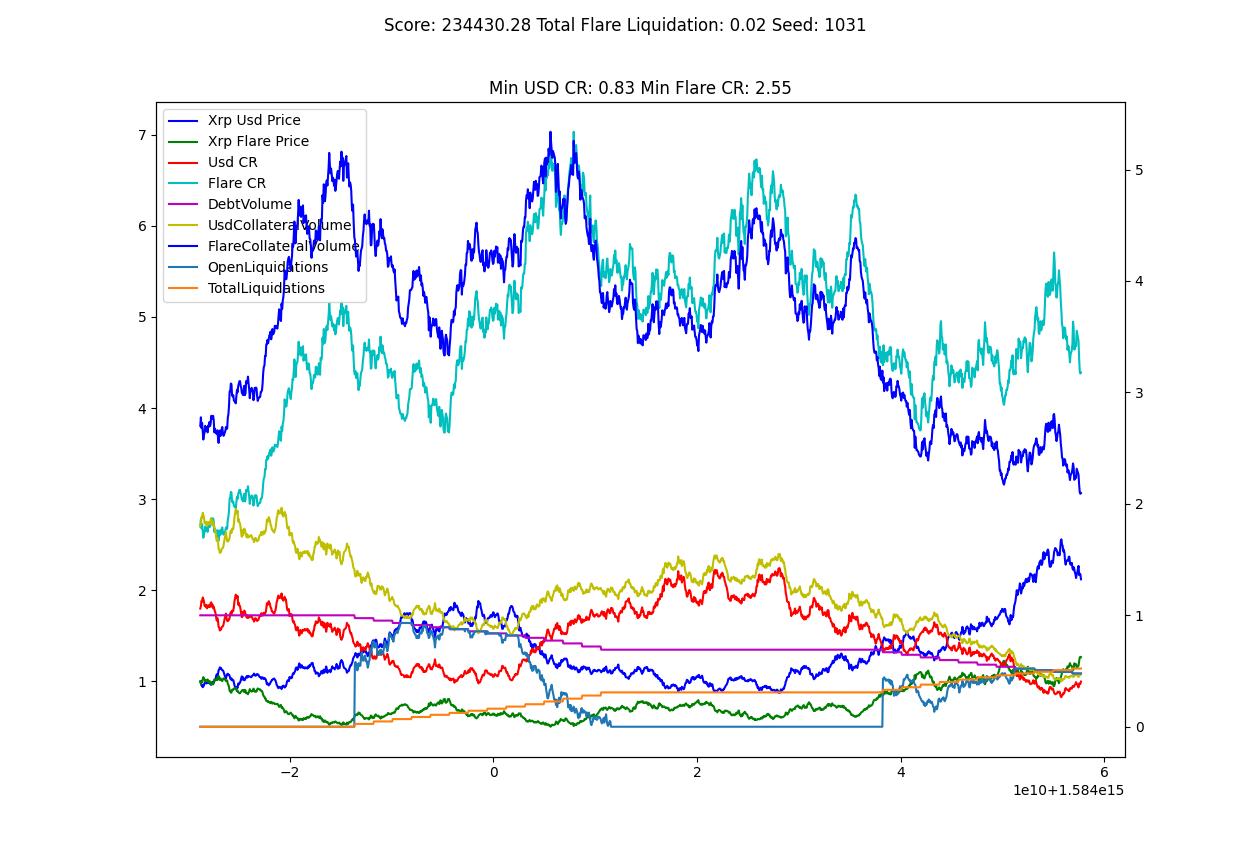 Score: 234430.28 Total Flare Liquidation: 0.02 Seed: 1031
Min USD CR: 0.83 Min Flare CR: 2.55
Xrp Usd Price
Xrp Flare Price
Usd CR
Flare CR
DebtVolume
UsdCollateralVolume
FlareCollateralVolume
OpenLiquidations
TotalLiquidations
7
6
5
4
3
2
1
5
4
3
2
1
0
−2
0
2
4
6
1e10+1.584e15